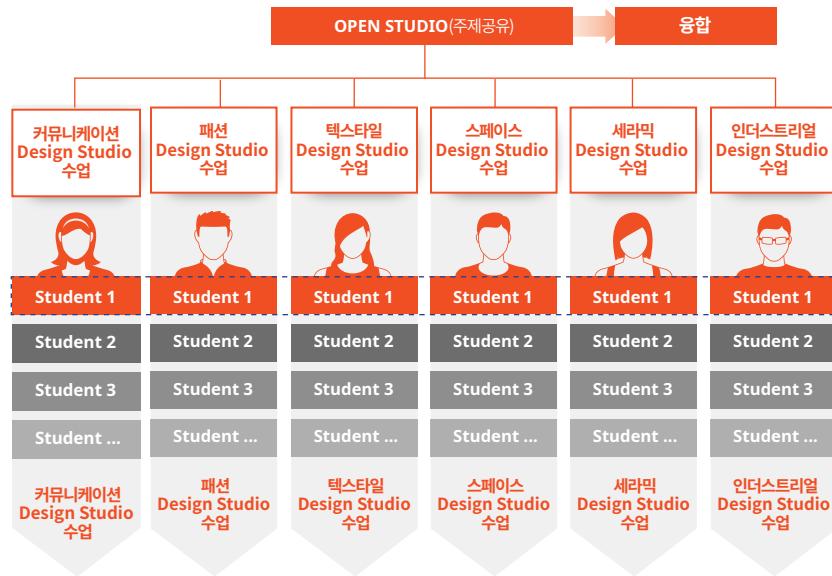 OPEN STUDIO(주제공유)
융합
커뮤니케이션
Design Studio
수업
패션
Design Studio
수업
텍스타일
Design Studio
수업
스페이스
Design Studio
수업
세라믹
Design Studio
수업
인더스트리얼
Design Studio
수업
Student 1
Student 1
Student 1
Student 1
Student 1
Student 1
Student 2
Student 2
Student 2
Student 2
Student 2
Student 2
Student 3
Student 3
Student 3
Student 3
Student 3
Student 3
Student ...
Student ...
Student ...
Student ...
Student ...
Student ...
커뮤니케이션
Design Studio
수업
패션
Design Studio
수업
텍스타일
Design Studio
수업
스페이스
Design Studio
수업
세라믹
Design Studio
수업
인더스트리얼
Design Studio
수업